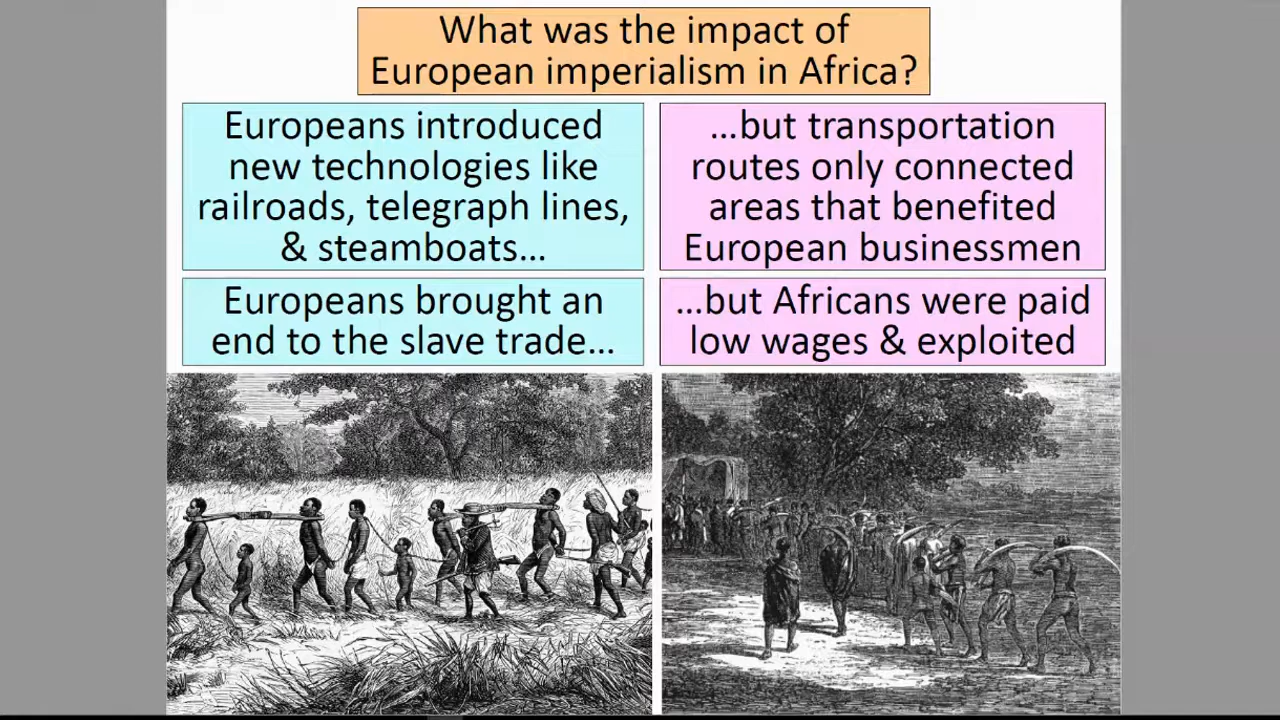 What was the impact of
European imperialism in Africa?
Europeans introduced
new technologies like
railroads, telegraph lines,
& steamboats…
…but transportation
routes only connected
areas that benefited
European businessmen
Europeans brought an
end to the slave trade…
…but Africans were paid
low wages & exploited